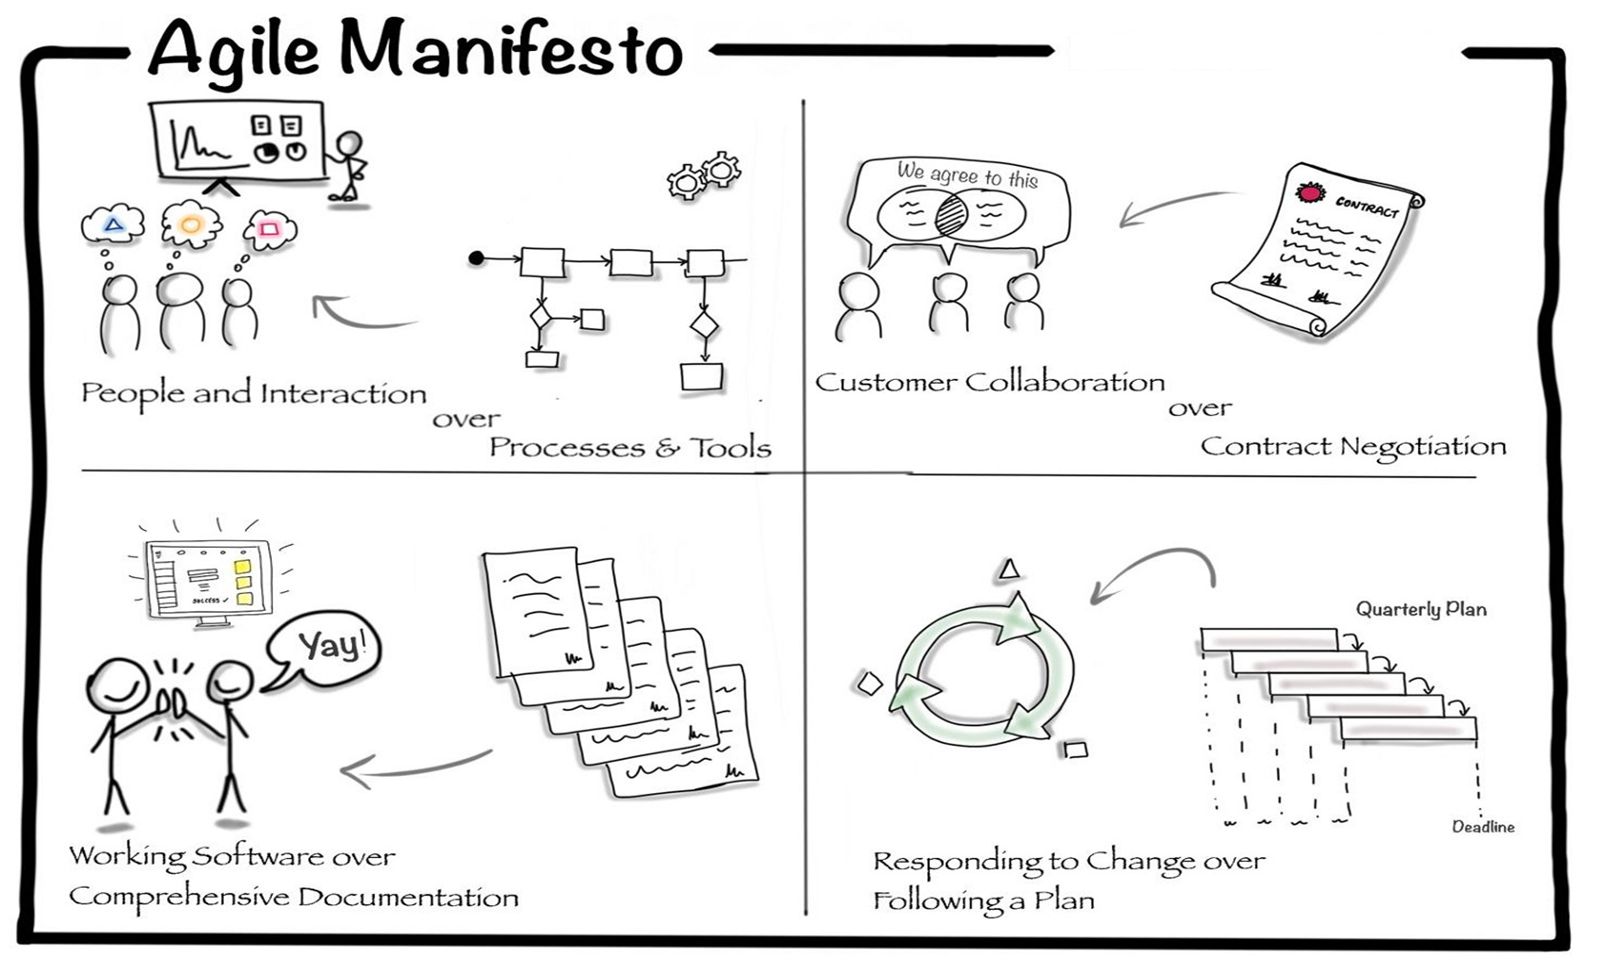 Agile Manifesto
People and Interaction
over
Processes & Tools
We agree to this
CONTRACT
Customer Collaboration
over
Contract Negotiation
SUCCESS ✓
Yay!
Working Software over
Comprehensive Documentation
Quarterly Plan
Deadline
Responding to Change over
Following a Plan